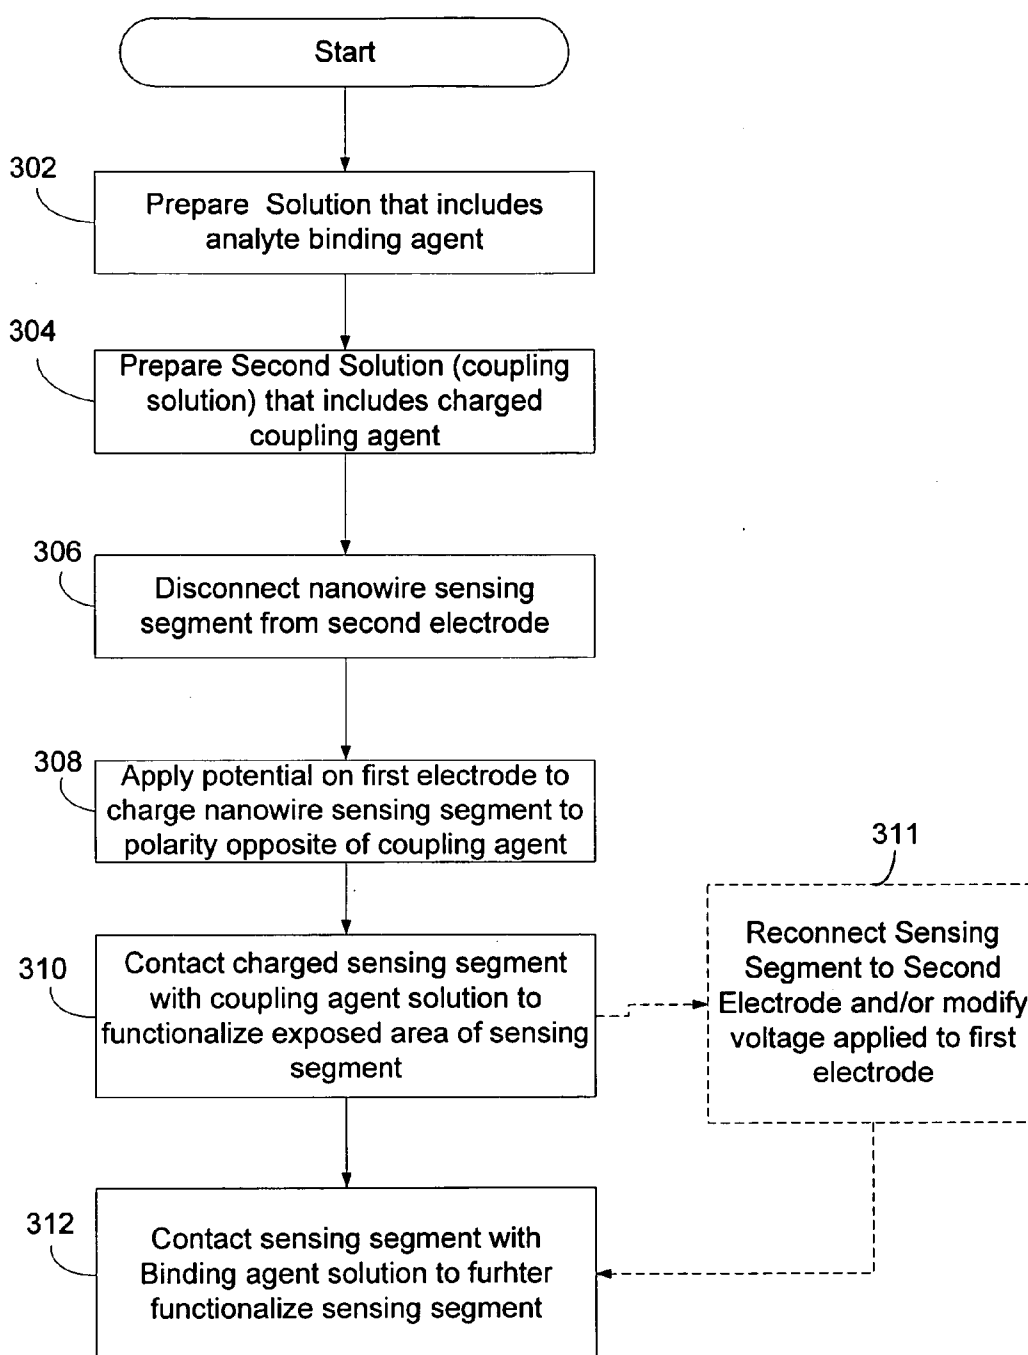 Start
302
Prepare Solution that includes
analyte binding agent
304
Prepare Second Solution (coupling
solution) that includes charged
coupling agent
306
Disconnect nanowire sensing
segment from second electrode
308
Apply potential on first electrode to
charge nanowire sensing segment to
polarity opposite of coupling agent
310
Contact charged sensing segment
with coupling agent solution to
functionalize exposed area of sensing
segment
311
Reconnect Sensing
Segment to Second
Electrode and/or modify
voltage applied to first
electrode
312
Contact sensing segment with
Binding agent solution to furhter
functionalize sensing segment